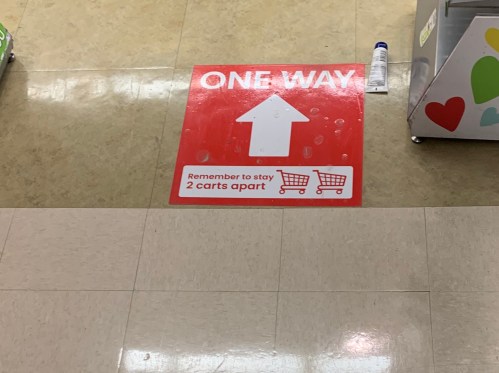 ONE WAY
Remember to stay
2 carts apart